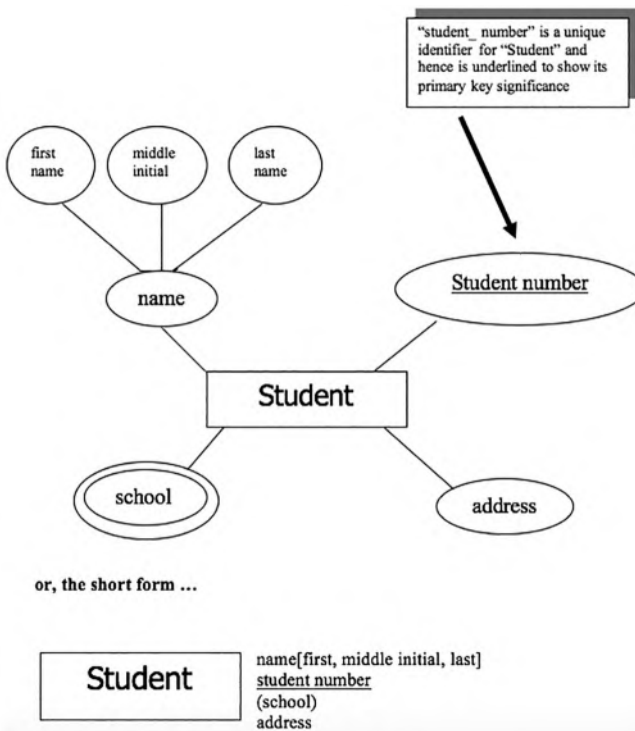 “student_ number” is a unique
identifier for “Student” and
hence is underlined to show its
primary key significance
first
name
middle
initial
last
name
name
Student number
Student
school
address
or, the short form ...
Student
name[first, middle initial, last]
student number
(school)
address